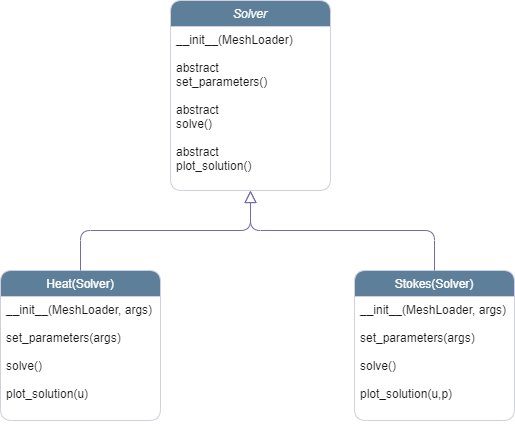 Solver
__init__(MeshLoader)
abstract
set_parameters()
abstract
solve()
abstract
plot_solution()
Heat(Solver)
__init__(MeshLoader, args)
set_parameters(args)
solve()
plot_solution(u)
Stokes(Solver)
__init__(MeshLoader, args)
set_parameters(args)
solve()
plot_solution(u,p)